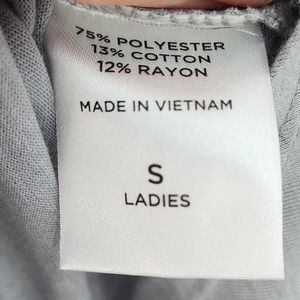 75% POLYESTER
13% COTTON
12% RAYON
MADE IN VIETNAM
S
LADIES